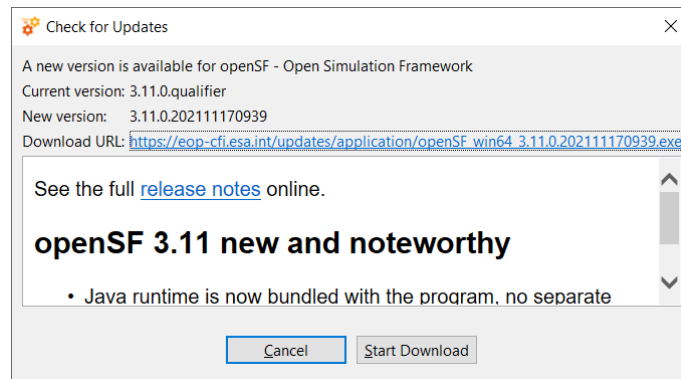 Check for Updates
A new version is available for openSF - Open Simulation Framework
Current version: 3.11.0.qualifier
New version: 3.11.0.202111170939
Download URL: https://eop-cfi.esa.int/updates/application/openSF_win64_3.11.0.202111170939.exe
See the full release notes online.
openSF 3.11 new and noteworthy
• Java runtime is now bundled with the program, no separate
Cancel
Start Download